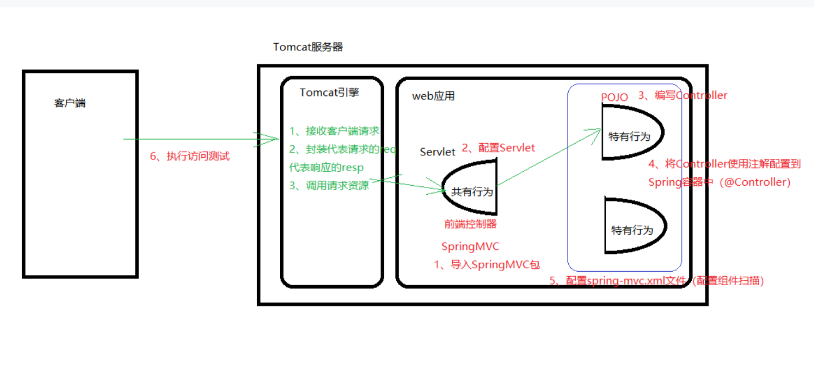 Tomcat服务器
客户端
Tomcat引擎
web应用
1、接收客户端请求
2、封装代表请求的req
代表响应的resp
3、调用请求资源
6、执行访问测试
Servlet
2、配置Servlet
共有行为
前端控制器
SpringMVC
1、导入SpringMVC包
POJO
3、编写Controller
特有行为
4、将Controller使用注解配置到
Spring容器中（@Controller）
特有行为
5、配置spring-mvc.xml文件（配置组件扫描）